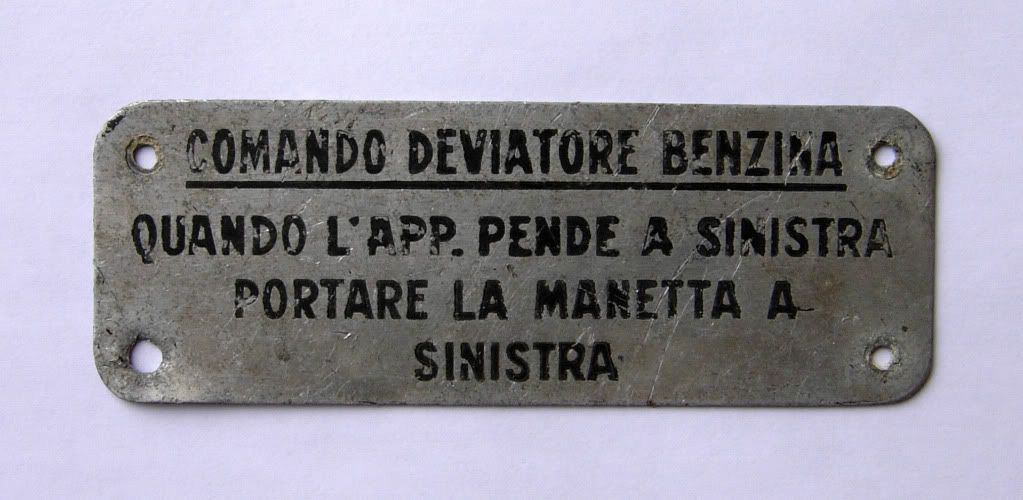 COMANDO DEVIATORE BENZINA
QUANDO L'APP. PENDE A SINISTRA
PORTARE LA MANETTA A
SINISTRA